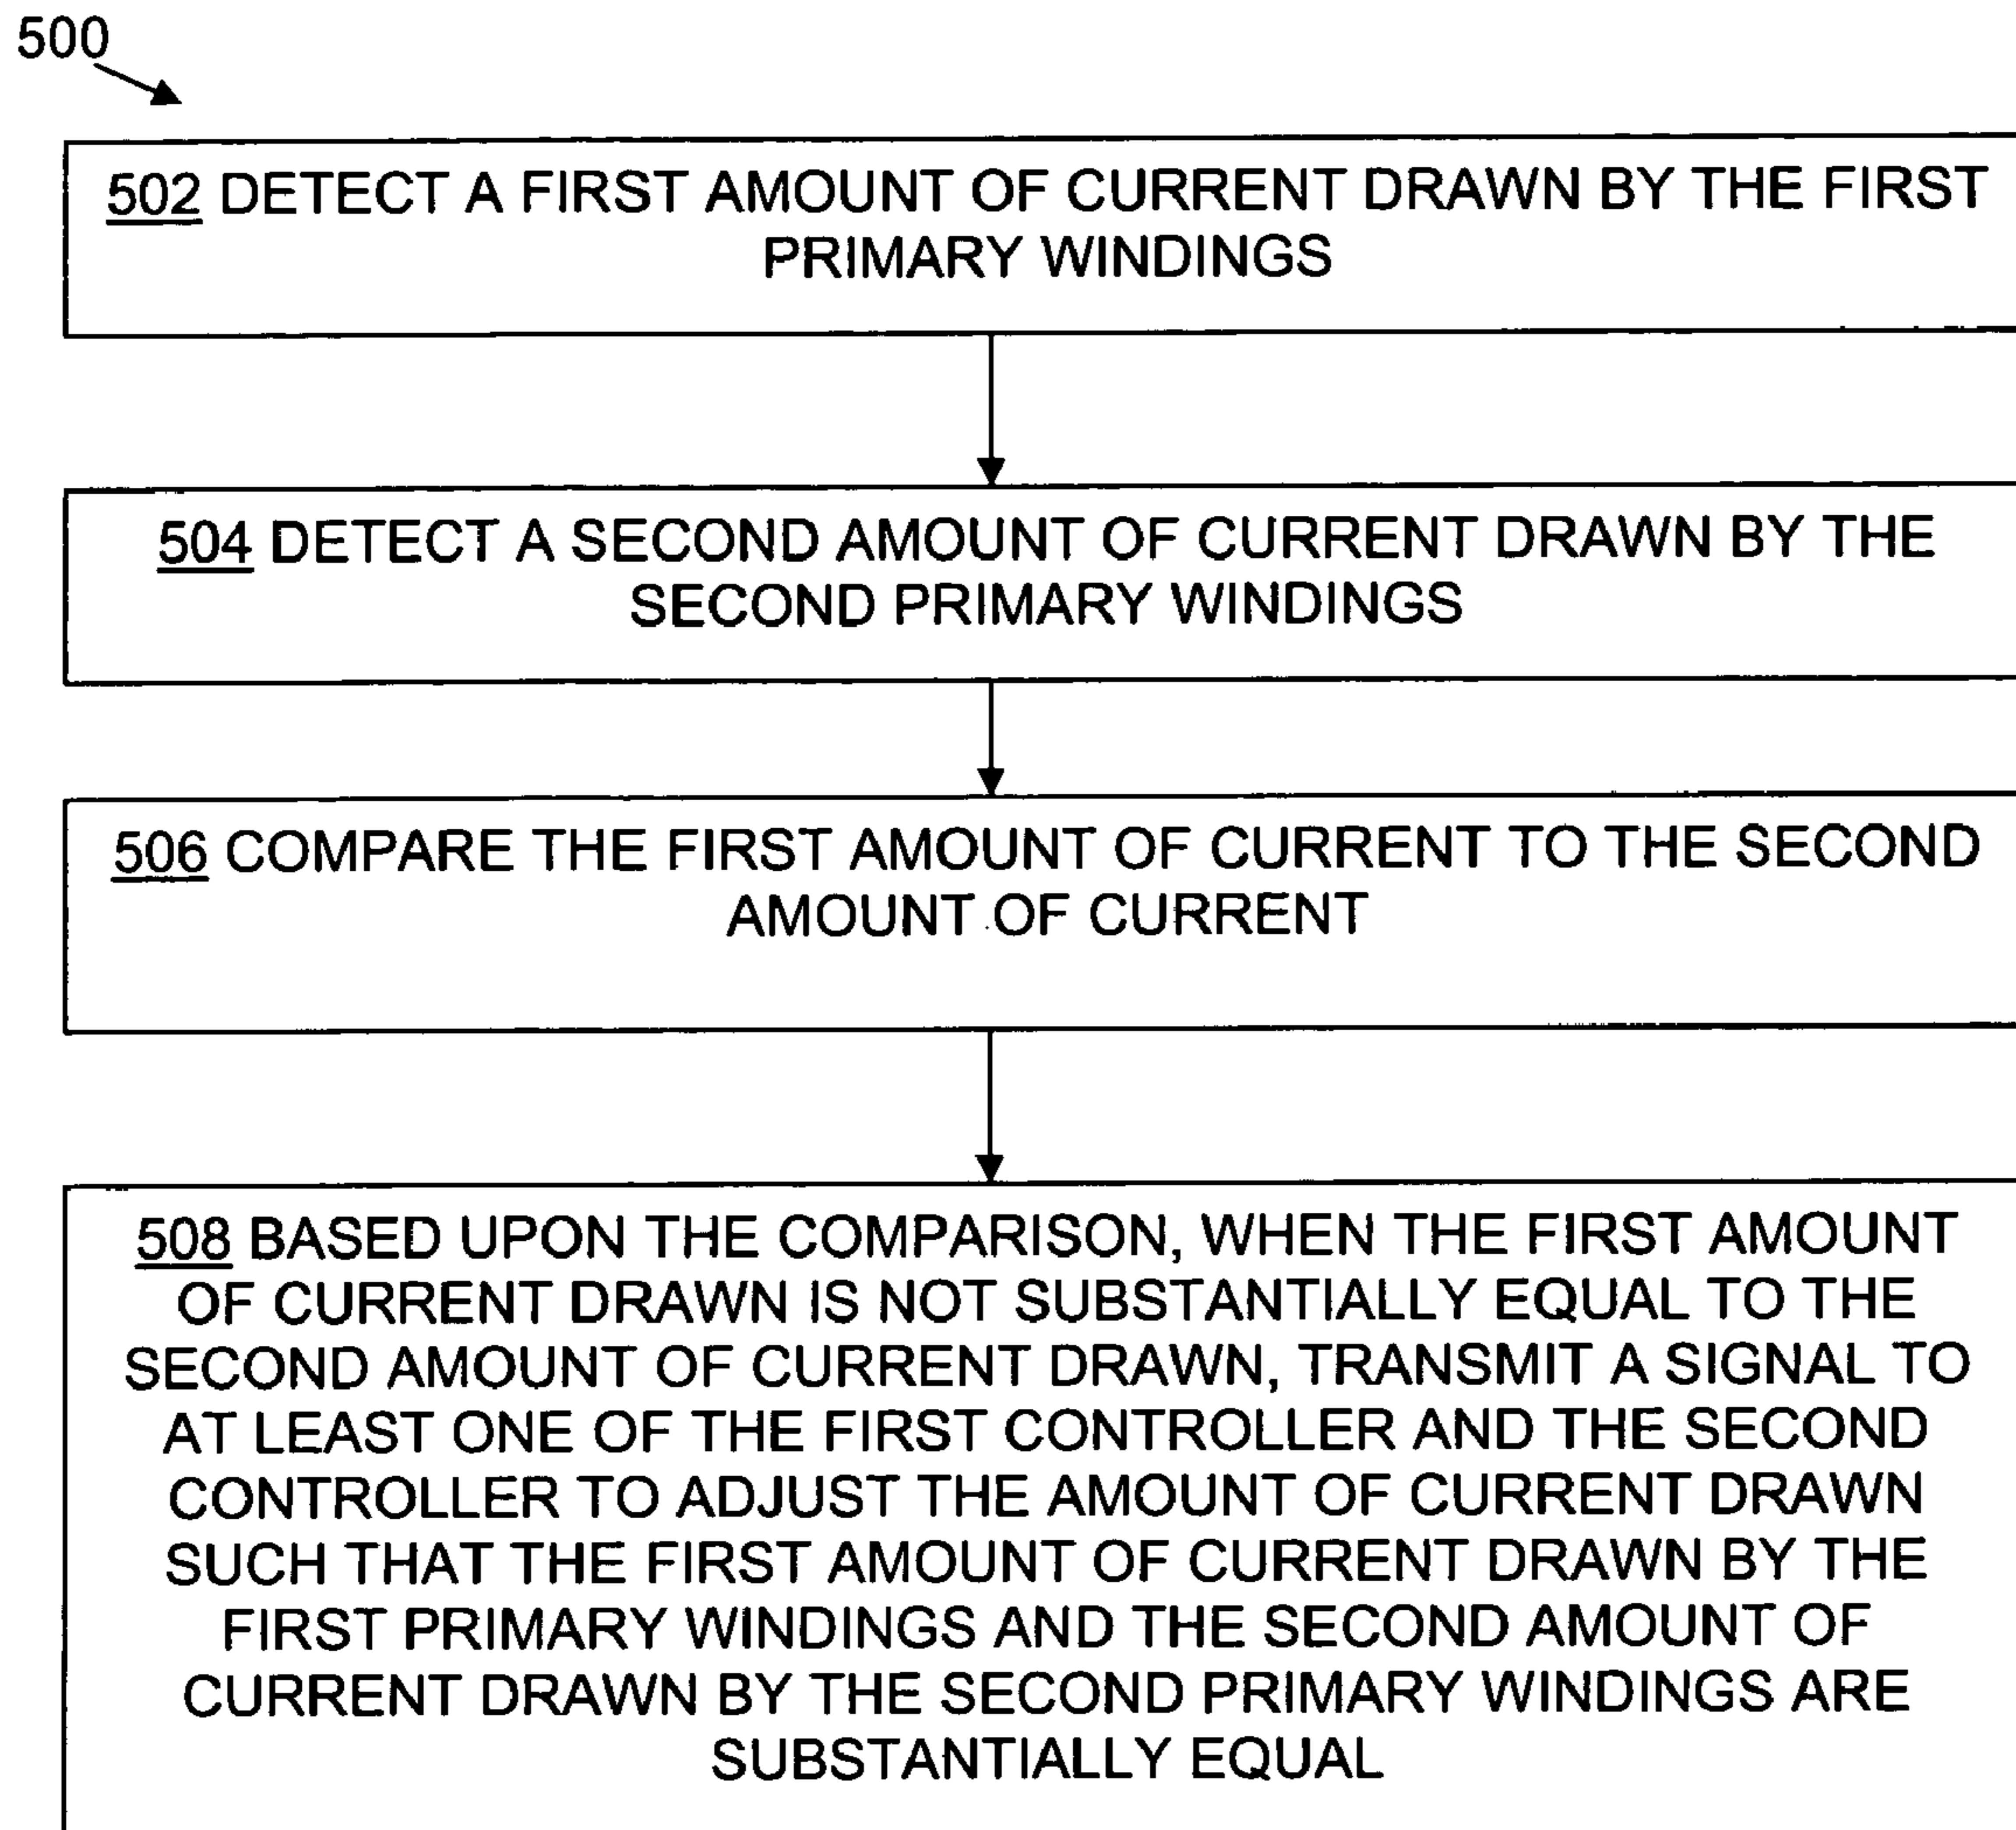 500
502 DETECT A FIRST AMOUNT OF CURRENT DRAWN BY THE FIRST
PRIMARY WINDINGS
504 DETECT A SECOND AMOUNT OF CURRENT DRAWN BY THE
SECOND PRIMARY WINDINGS
506 COMPARE THE FIRST AMOUNT OF CURRENT TO THE SECOND
AMOUNT OF CURRENT
508 BASED UPON THE COMPARISON, WHEN THE FIRST AMOUNT
OF CURRENT DRAWN IS NOT SUBSTANTIALLY EQUAL TO THE
SECOND AMOUNT OF CURRENT DRAWN, TRANSMIT A SIGNAL TO
AT LEAST ONE OF THE FIRST CONTROLLER AND THE SECOND
CONTROLLER TO ADJUST THE AMOUNT OF CURRENT DRAWN
SUCH THAT THE FIRST AMOUNT OF CURRENT DRAWN BY THE
FIRST PRIMARY WINDINGS AND THE SECOND AMOUNT OF
CURRENT DRAWN BY THE SECOND PRIMARY WINDINGS ARE
SUBSTANTIALLY EQUAL